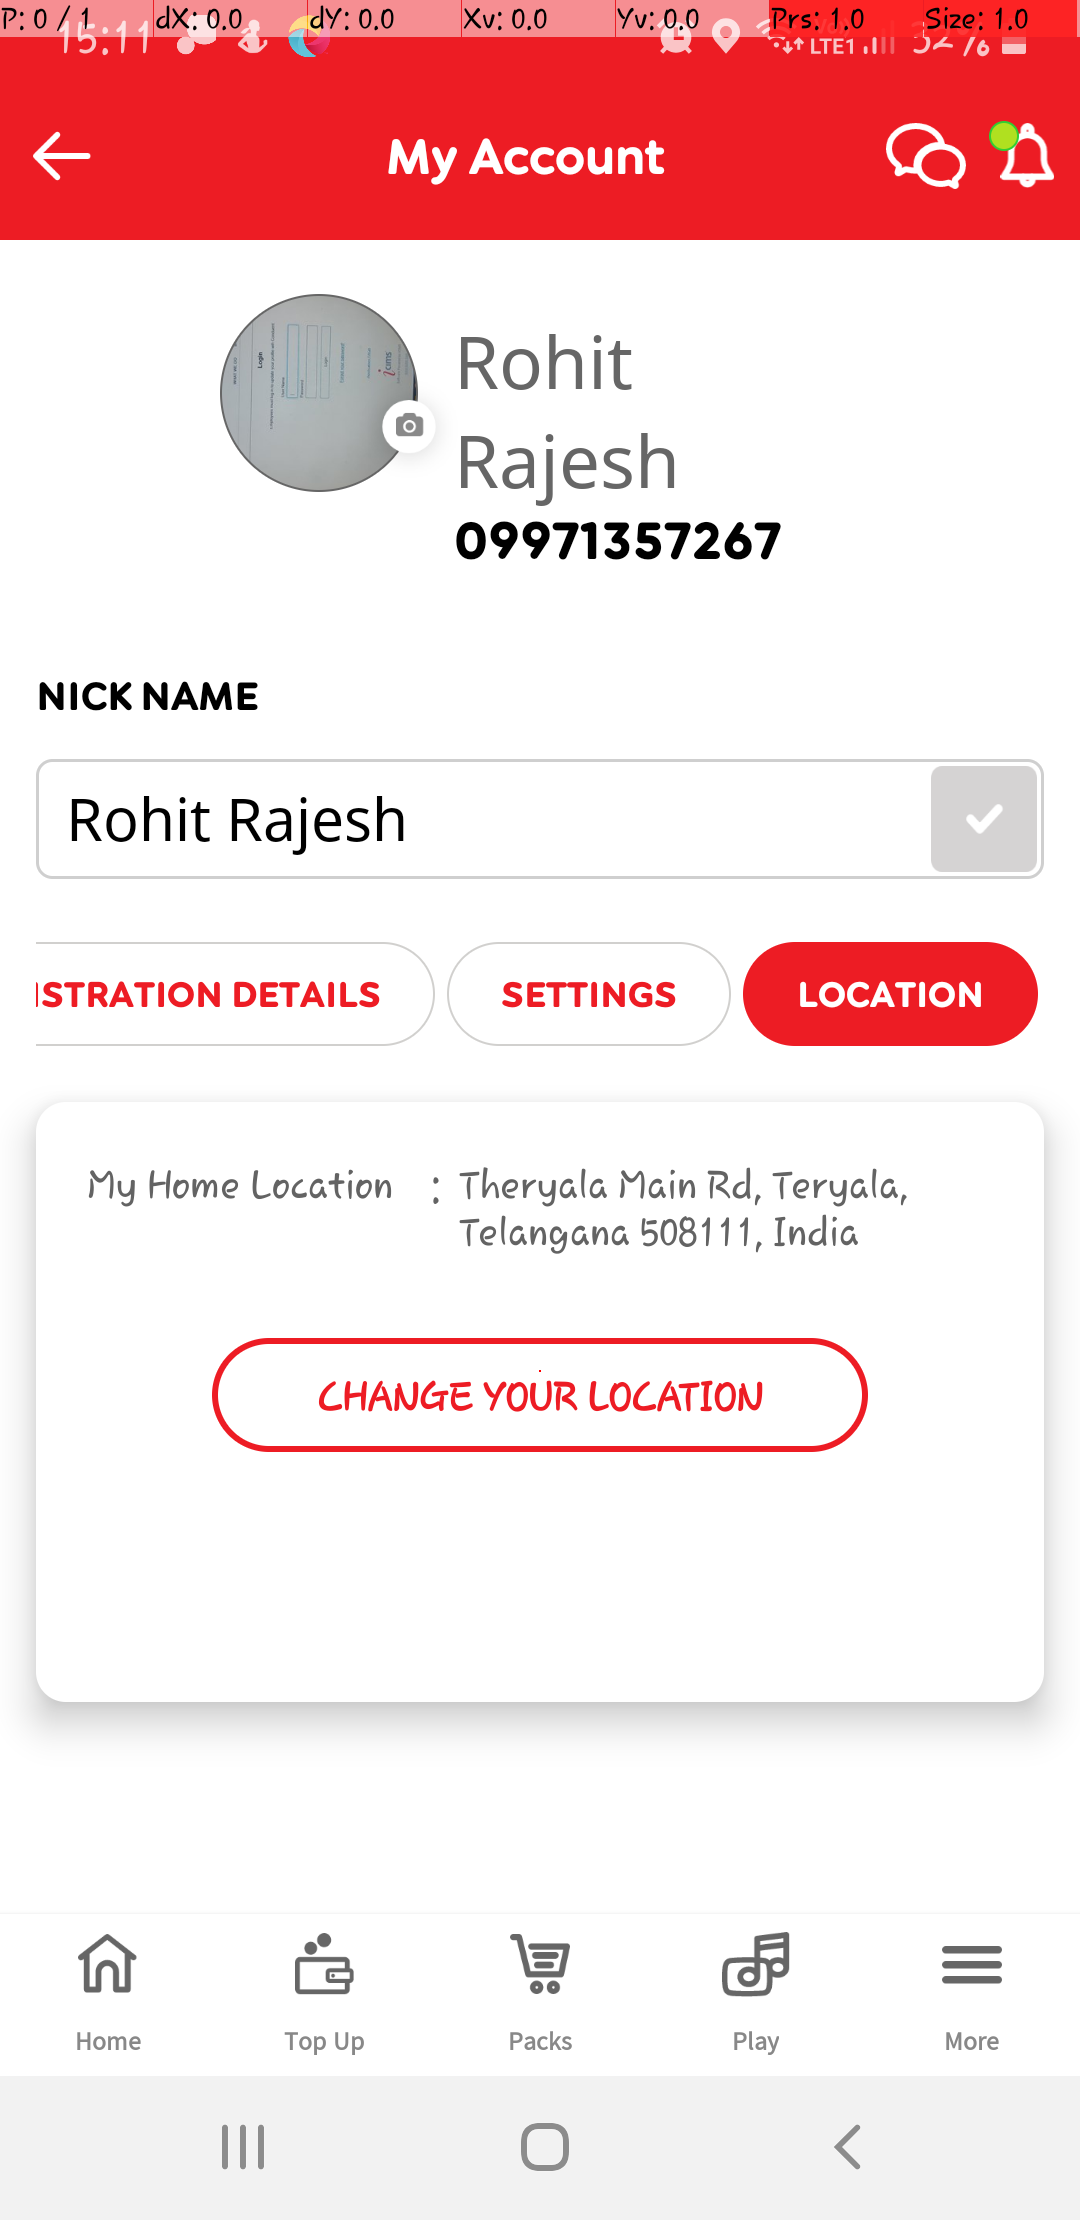 P: 0 / 1 dX: 0.0 dY: 0.0 Xv: 0.0 Yv: 0.0 Prs: 1.0 Size: 1.0
15:11 LTE1 32%
My Account
Rohit
Rajesh
09971357267
NICK NAME
Rohit Rajesh
ISTRATION DETAILS SETTINGS LOCATION
My Home Location : Theryala Main Rd, Teryala,
Telangana 508111, India
CHANGE YOUR LOCATION
Home Top Up Packs Play More